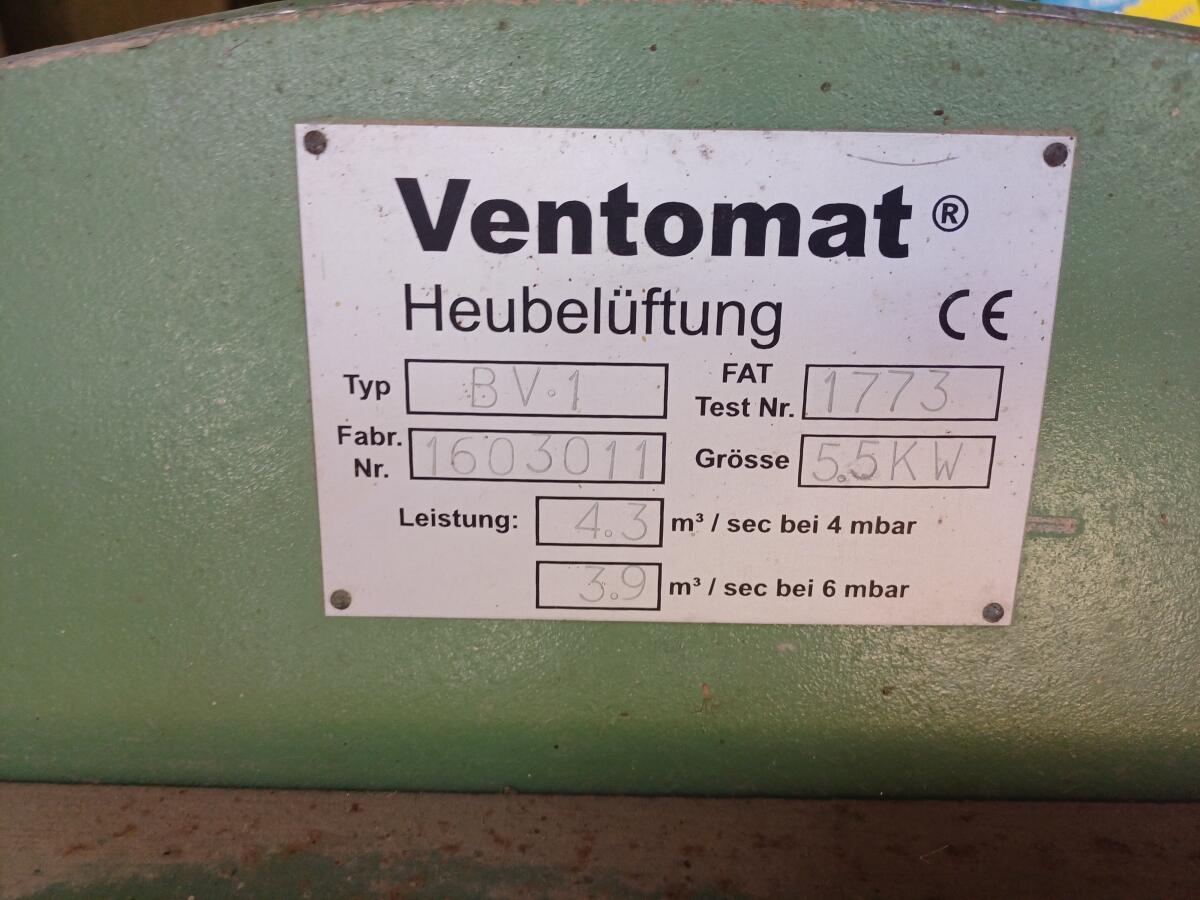 Ventomat ®
Heubelüftung CE
Typ BV.1 FAT Test Nr. 1773
Fabr. Nr. 1603011 Grösse 5.5KW
Leistung: 4.3 m³ / sec bei 4 mbar
3.9 m³ / sec bei 6 mbar